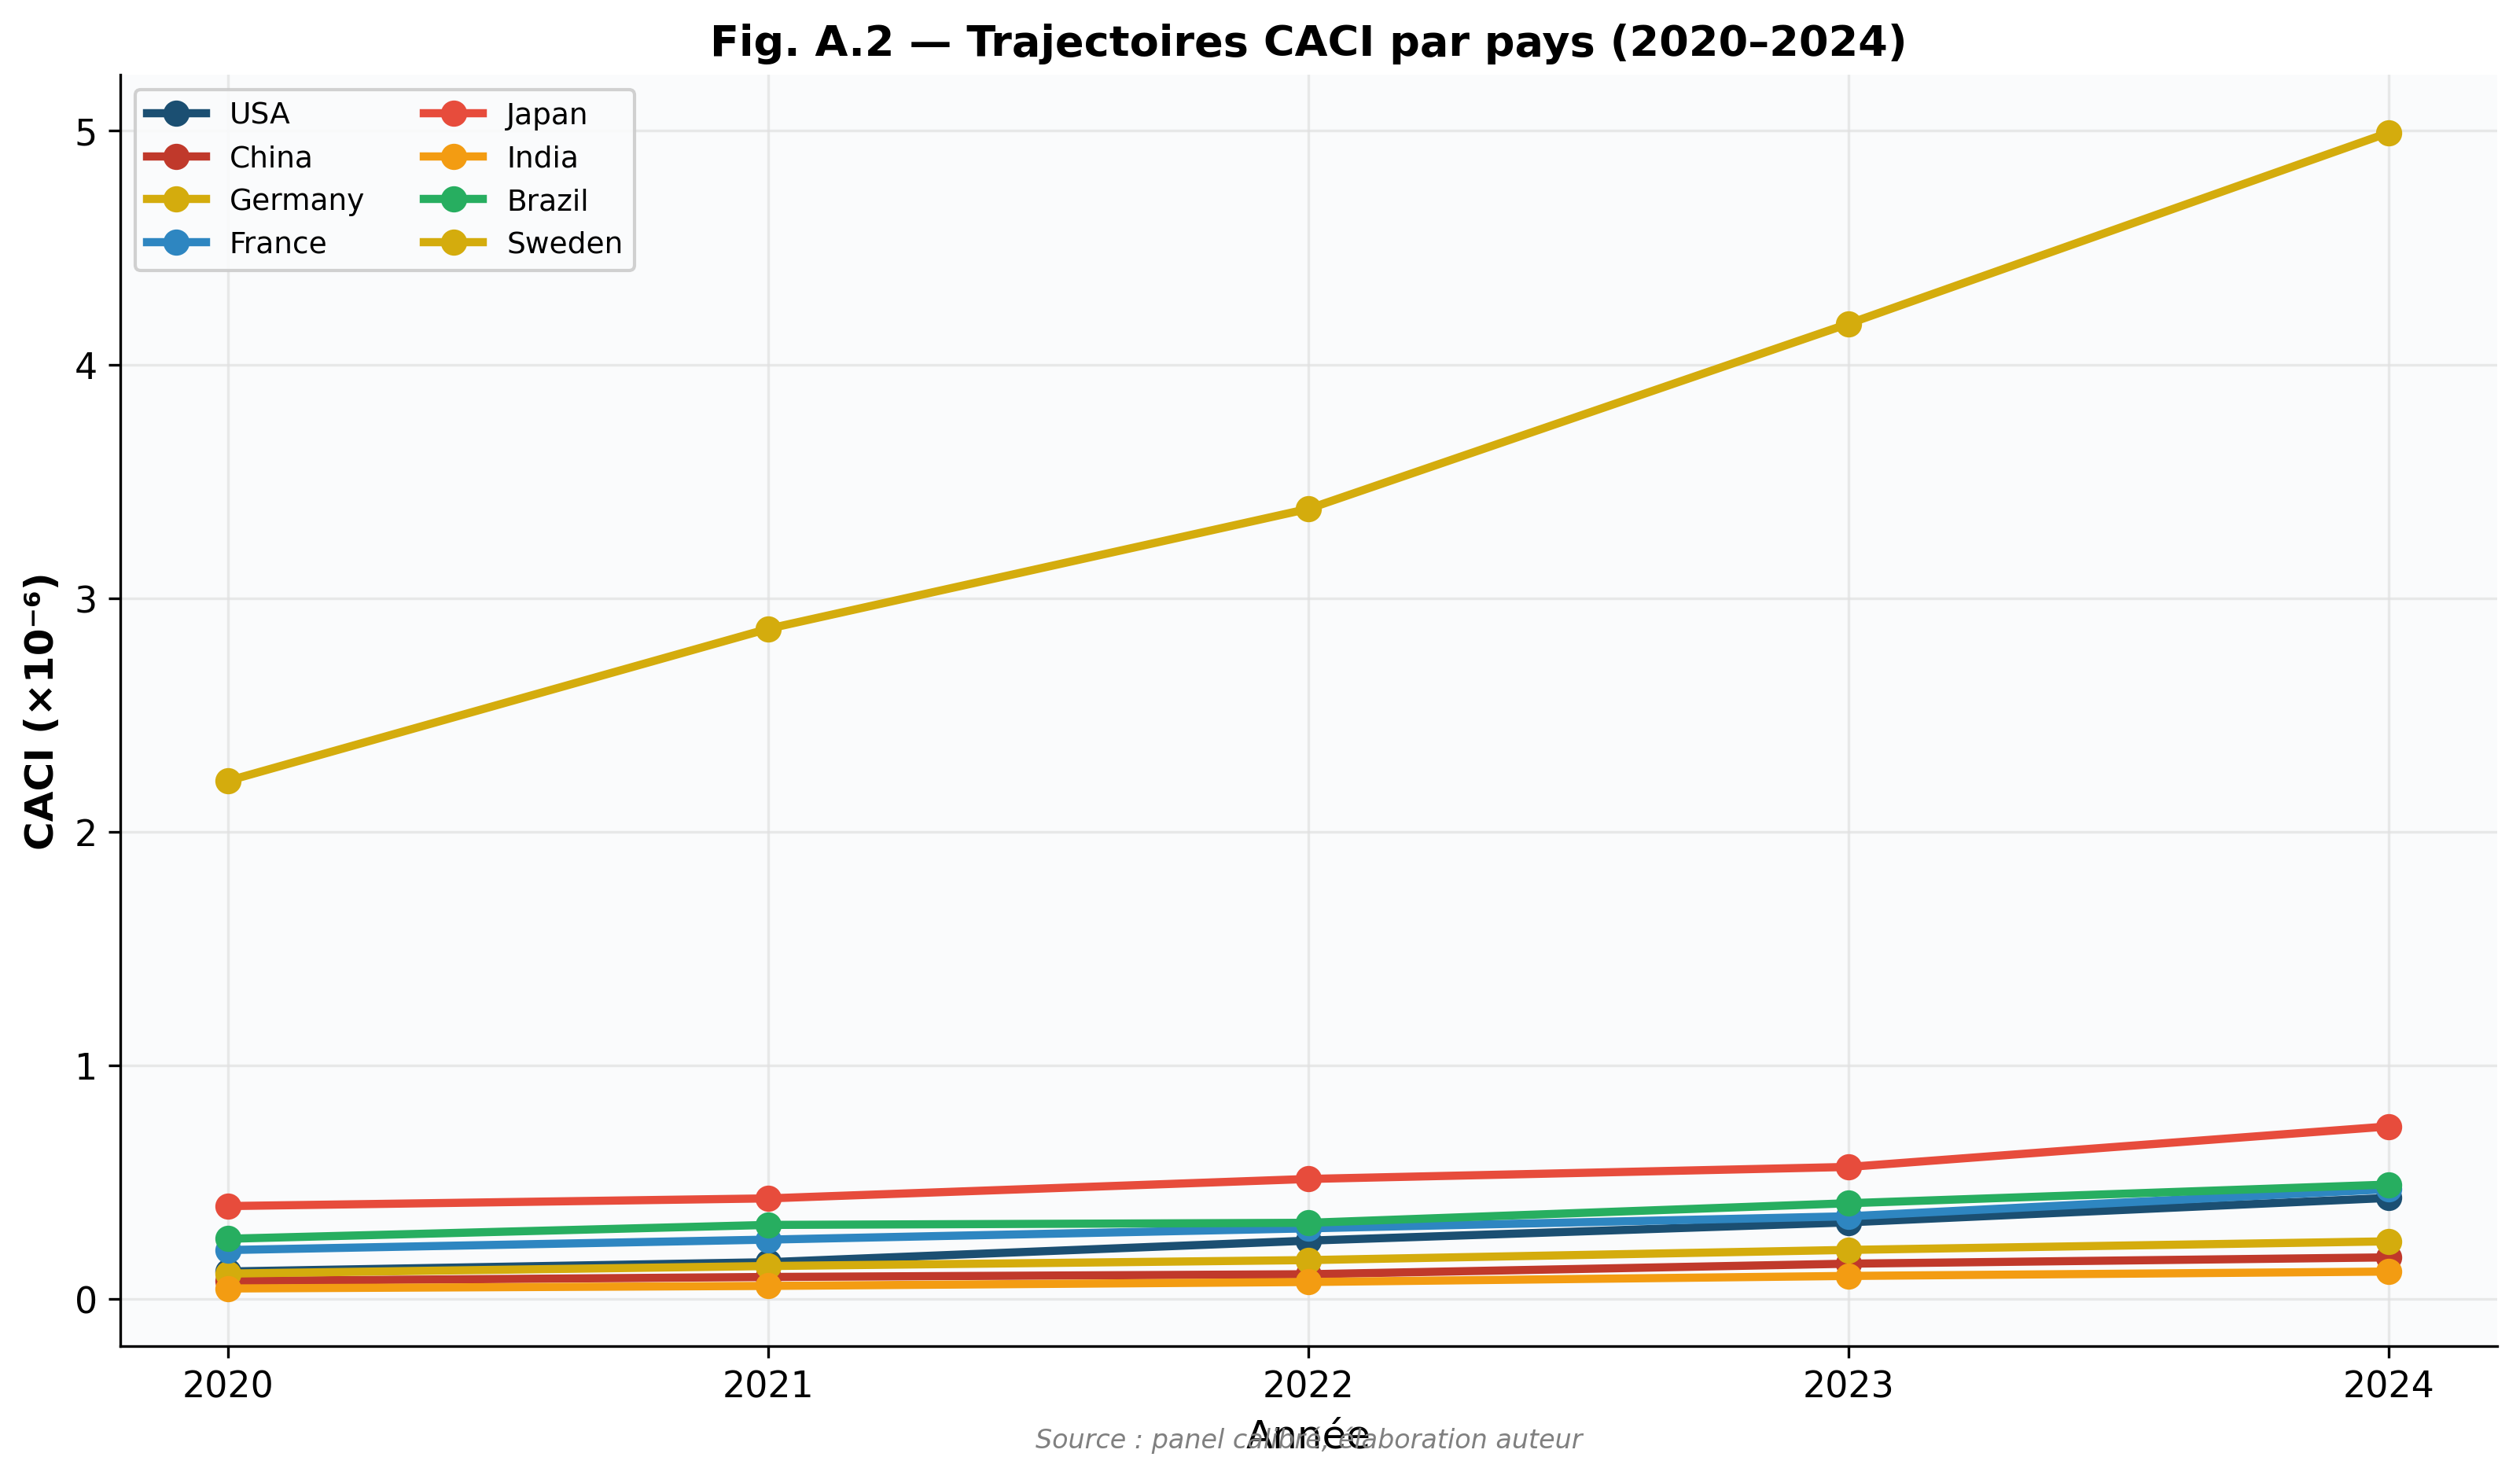 Fig. A.2 — Trajectoires CACI par pays (2020–2024)
USA
China
Germany
France
Japan
India
Brazil
Sweden
CACI (×10⁻⁶)
5
4
3
2
1
0
2020 2021 2022 2023 2024
Année
Source : panel calibré, élaboration auteur